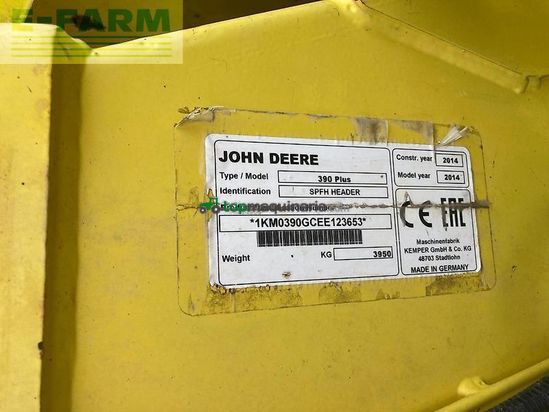 E-FARM
JOHN DEERE
Type / Model 390 Plus
Identification SPFH HEADER
topmaquinaria
*1KM0390GCEE123653*
Weight KG 3950
Constr. year 2014
Model year 2014
CE EAC
Maschinenfabrik
KEMPER GmbH & Co. KG
48703 Stadtlohn
MADE IN GERMANY